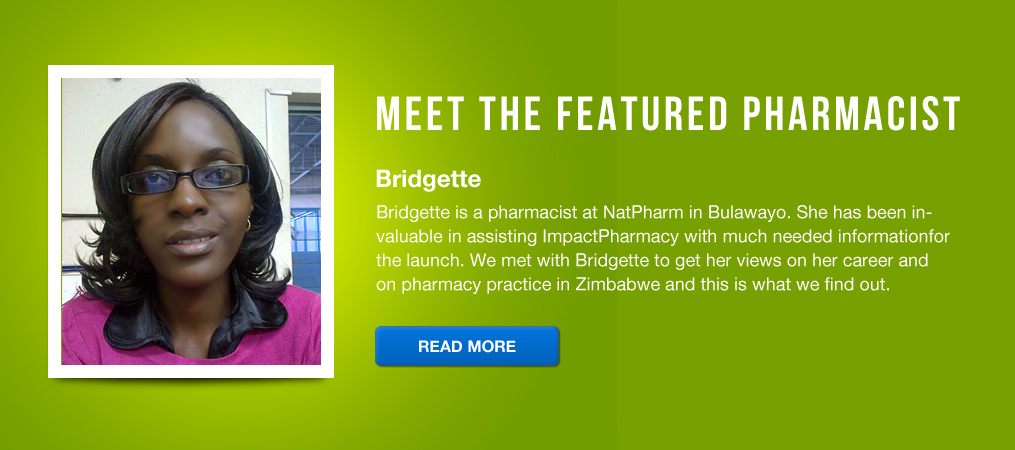 MEET THE FEATURED PHARMACIST
Bridgette
Bridgette is a pharmacist at NatPharm in Bulawayo. She has been in-
valuable in assisting ImpactPharmacy with much needed informationfor
the launch. We met with Bridgette to get her views on her career and
on pharmacy practice in Zimbabwe and this is what we find out.
READ MORE